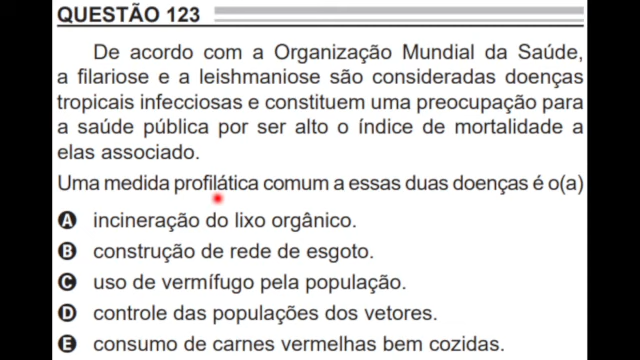 QUESTÃO 123
De acordo com a Organização Mundial da Saúde,
a filariose e a leishmaniose são consideradas doenças
tropicais infecciosas e constituem uma preocupação para
a saúde pública por ser alto o índice de mortalidade a
elas associado.
Uma medida profilática comum a essas duas doenças é o(a)
A incineração do lixo orgânico.
B construção de rede de esgoto.
C uso de vermífugo pela população.
D controle das populações dos vetores.
E consumo de carnes vermelhas bem cozidas.